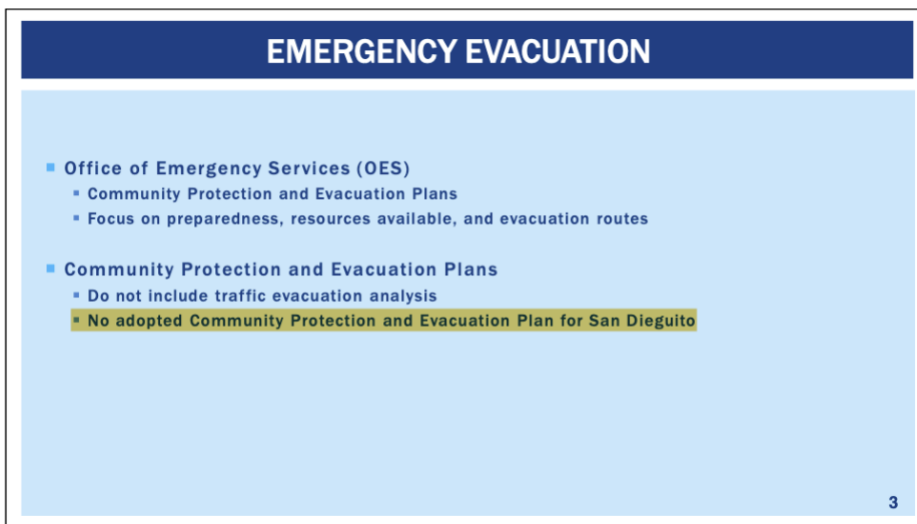 EMERGENCY EVACUATION
Office of Emergency Services (OES)
Community Protection and Evacuation Plans
Focus on preparedness, resources available, and evacuation routes
Community Protection and Evacuation Plans
Do not include traffic evacuation analysis
No adopted Community Protection and Evacuation Plan for San Dieguito
3